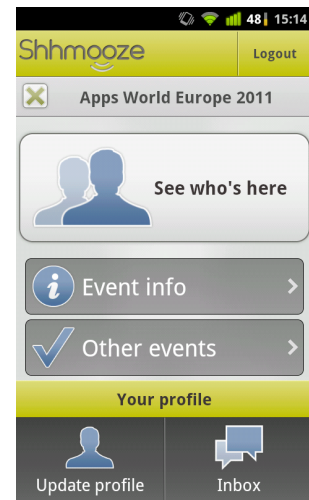 48 15:14
Shhmooze
Logout
Apps World Europe 2011
See who's here
i Event info
Other events
Your profile
Update profile
Inbox